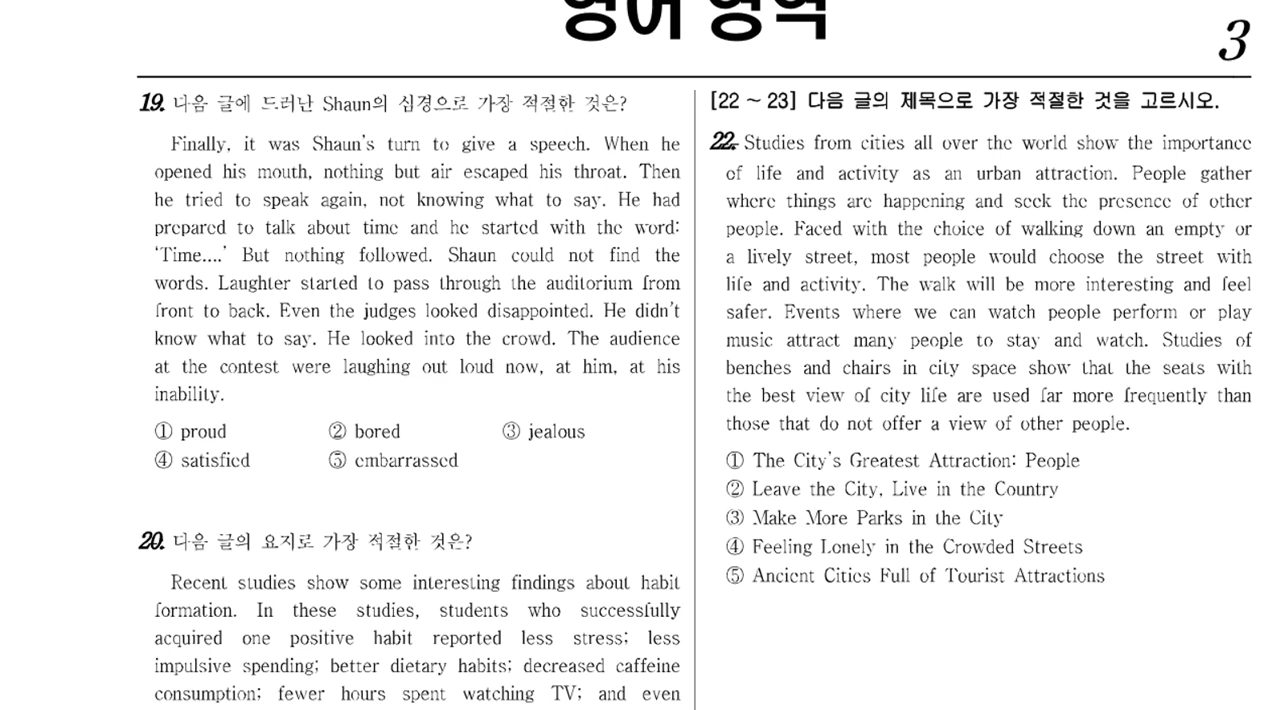 영어 영역
3
19. 다음 글에 드러난 Shaun의 심경으로 가장 적절한 것은?
Finally, it was Shaun's turn to give a speech. When he
opened his mouth, nothing but air escaped his throat. Then
he tried to speak again, not knowing what to say. He had
prepared to talk about time and he started with the word:
'Time....' But nothing followed. Shaun could not find the
words. Laughter started to pass through the auditorium from
front to back. Even the judges looked disappointed. He didn't
know what to say. He looked into the crowd. The audience
at the contest were laughing out loud now, at him, at his
inability.
① proud ② bored ③ jealous
④ satisfied ⑤ embarrassed
20. 다음 글의 요지로 가장 적절한 것은?
Recent studies show some interesting findings about habit
formation. In these studies, students who successfully
acquired one positive habit reported less stress; less
impulsive spending; better dietary habits; decreased caffeine
consumption; fewer hours spent watching TV; and even
[22 ~ 23] 다음 글의 제목으로 가장 적절한 것을 고르시오.
22. Studies from cities all over the world show the importance
of life and activity as an urban attraction. People gather
where things are happening and seek the presence of other
people. Faced with the choice of walking down an empty or
a lively street, most people would choose the street with
life and activity. The walk will be more interesting and feel
safer. Events where we can watch people perform or play
music attract many people to stay and watch. Studies of
benches and chairs in city space show that the seats with
the best view of city life are used far more frequently than
those that do not offer a view of other people.
① The City's Greatest Attraction: People
② Leave the City, Live in the Country
③ Make More Parks in the City
④ Feeling Lonely in the Crowded Streets
⑤ Ancient Cities Full of Tourist Attractions